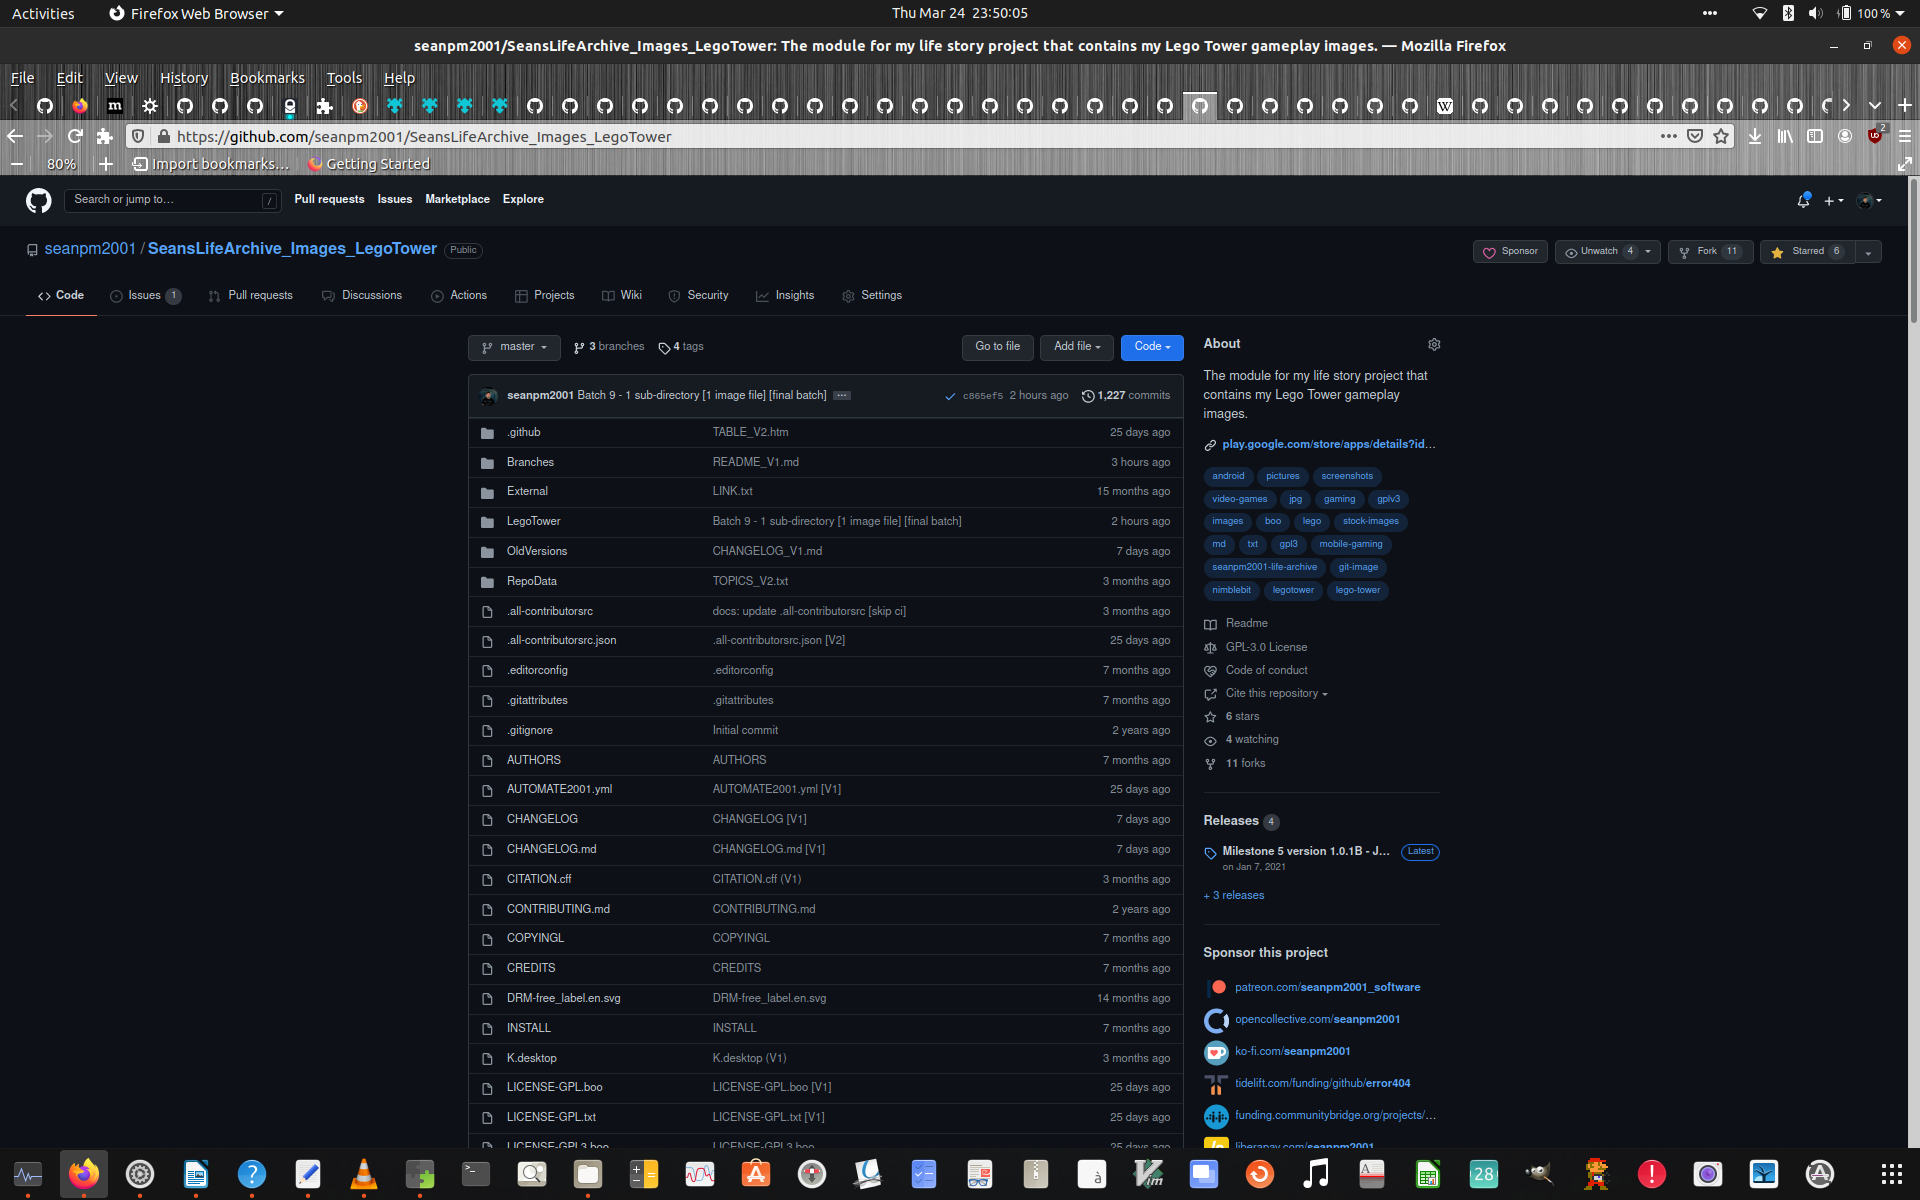 Activities
Firefox Web Browser
Thu Mar 24 23:50:05
100 %
seanpm2001/SeansLifeArchive_Images_LegoTower: The module for my life story project that contains my Lego Tower gameplay images. — Mozilla Firefox
File Edit View History Bookmarks Tools Help
https://github.com/seanpm2001/SeansLifeArchive_Images_LegoTower
2
80%
Import bookmarks…
Getting Started
Search or jump to…
/
Pull requests
Issues
Marketplace
Explore
seanpm2001 / SeansLifeArchive_Images_LegoTower
Public
Sponsor
Unwatch 4
Fork 11
Starred 6
Code
Issues 1
Pull requests
Discussions
Actions
Projects
Wiki
Security
Insights
Settings
master
3 branches
4 tags
Go to file
Add file
Code
seanpm2001 Batch 9 - 1 sub-directory [1 image file] [final batch] c865ef5 2 hours ago 1,227 commits
.github TABLE_V2.htm 25 days ago
Branches README_V1.md 3 hours ago
External LINK.txt 15 months ago
LegoTower Batch 9 - 1 sub-directory [1 image file] [final batch] 2 hours ago
OldVersions CHANGELOG_V1.md 7 days ago
RepoData TOPICS_V2.txt 3 months ago
.all-contributorsrc docs: update .all-contributorsrc [skip ci] 3 months ago
.all-contributorsrc.json .all-contributorsrc.json [V2] 25 days ago
.editorconfig .editorconfig 7 months ago
.gitattributes .gitattributes 7 months ago
.gitignore Initial commit 2 years ago
AUTHORS AUTHORS 7 months ago
AUTOMATE2001.yml AUTOMATE2001.yml [V1] 25 days ago
CHANGELOG CHANGELOG [V1] 7 days ago
CHANGELOG.md CHANGELOG.md [V1] 7 days ago
CITATION.cff CITATION.cff (V1) 3 months ago
CONTRIBUTING.md CONTRIBUTING.md 2 years ago
COPYINGL COPYINGL 7 months ago
CREDITS CREDITS 7 months ago
DRM-free_label.en.svg DRM-free_label.en.svg 14 months ago
INSTALL INSTALL 7 months ago
K.desktop K.desktop (V1) 3 months ago
LICENSE-GPL.boo LICENSE-GPL.boo [V1] 25 days ago
LICENSE-GPL.txt LICENSE-GPL.txt [V1] 25 days ago
LICENSE-GPL3.boo LICENSE-GPL3.boo 25 days ago
About
The module for my life story project that
contains my Lego Tower gameplay
images.
play.google.com/store/apps/details?id…
android pictures screenshots
video-games jpg gaming gplv3
images boo lego stock-images
md txt gpl3 mobile-gaming
seanpm2001-life-archive git-image
nimblebit legotower lego-tower
Readme
GPL-3.0 License
Code of conduct
Cite this repository
6 stars
4 watching
11 forks
Releases 4
Milestone 5 version 1.0.1B - J… Latest
on Jan 7, 2021
+ 3 releases
Sponsor this project
patreon.com/seanpm2001_software
opencollective.com/seanpm2001
ko-fi.com/seanpm2001
tidelift.com/funding/github/error404
funding.communitybridge.org/projects/…
liberapay.com/seanpm2001
28